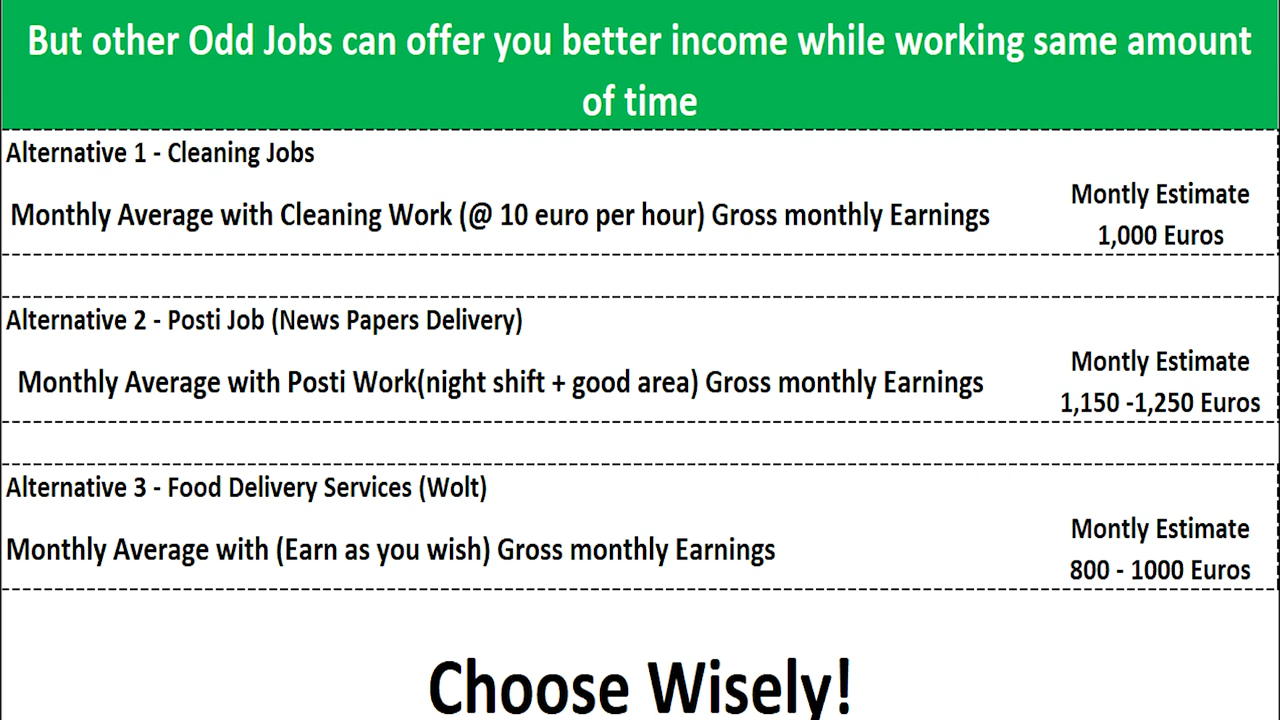 But other Odd Jobs can offer you better income while working same amount
of time
Alternative 1 - Cleaning Jobs
Monthly Average with Cleaning Work (@ 10 euro per hour) Gross monthly Earnings
Montly Estimate
1,000 Euros
Alternative 2 - Posti Job (News Papers Delivery)
Monthly Average with Posti Work(night shift + good area) Gross monthly Earnings
Montly Estimate
1,150 -1,250 Euros
Alternative 3 - Food Delivery Services (Wolt)
Monthly Average with (Earn as you wish) Gross monthly Earnings
Montly Estimate
800 - 1000 Euros
Choose Wisely!